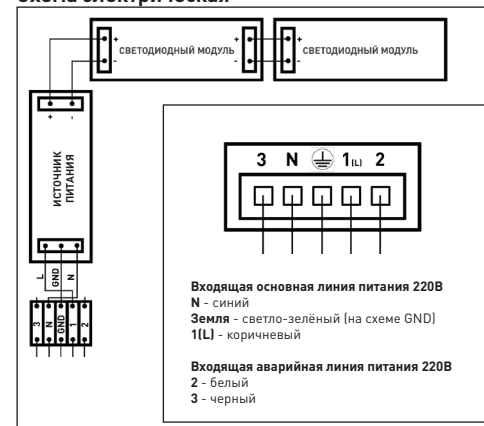 Схема электрическая
+ + +
СВЕТОДИОДНЫЙ МОДУЛЬ СВЕТОДИОДНЫЙ МОДУЛЬ
- - -
+ -
ИСТОЧНИК
ПИТАНИЯ
L GND N
3 N GND 1 2
3 N 1(L) 2
Входящая основная линия питания 220В
N - синий
Земля - светло-зелёный (на схеме GND)
1(L) - коричневый
Входящая аварийная линия питания 220В
2 - белый
3 - черный